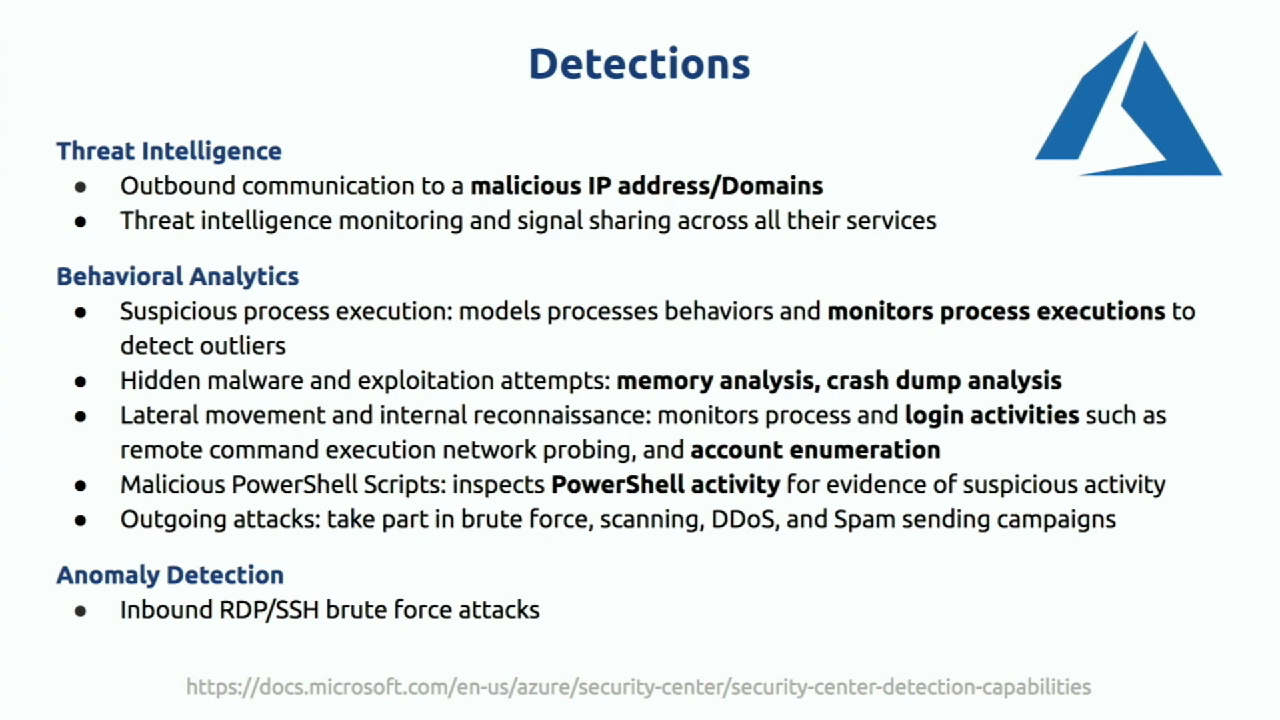 Detections
Threat Intelligence
● Outbound communication to a malicious IP address/Domains
● Threat intelligence monitoring and signal sharing across all their services
Behavioral Analytics
● Suspicious process execution: models processes behaviors and monitors process executions to
detect outliers
● Hidden malware and exploitation attempts: memory analysis, crash dump analysis
● Lateral movement and internal reconnaissance: monitors process and login activities such as
remote command execution network probing, and account enumeration
● Malicious PowerShell Scripts: inspects PowerShell activity for evidence of suspicious activity
● Outgoing attacks: take part in brute force, scanning, DDoS, and Spam sending campaigns
Anomaly Detection
● Inbound RDP/SSH brute force attacks
https://docs.microsoft.com/en-us/azure/security-center/security-center-detection-capabilities